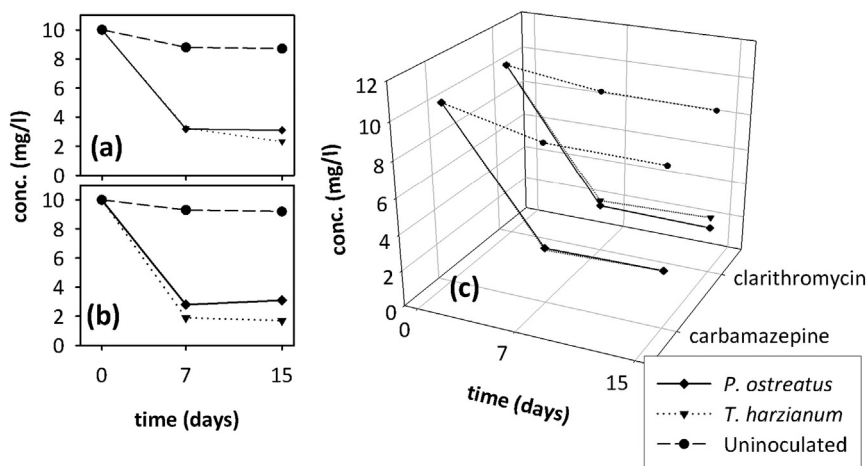 10
8
6
4
2
0
(a)
10
8
6
4
2
0
(b)
conc. (mg/l)
0 7 15
time (days)
12
10
8
6
4
2
0
conc. (mg/l)
(c)
0
7
15
time (days)
clarithromycin
carbamazepine
P. ostreatus
T. harzianum
Uninoculated